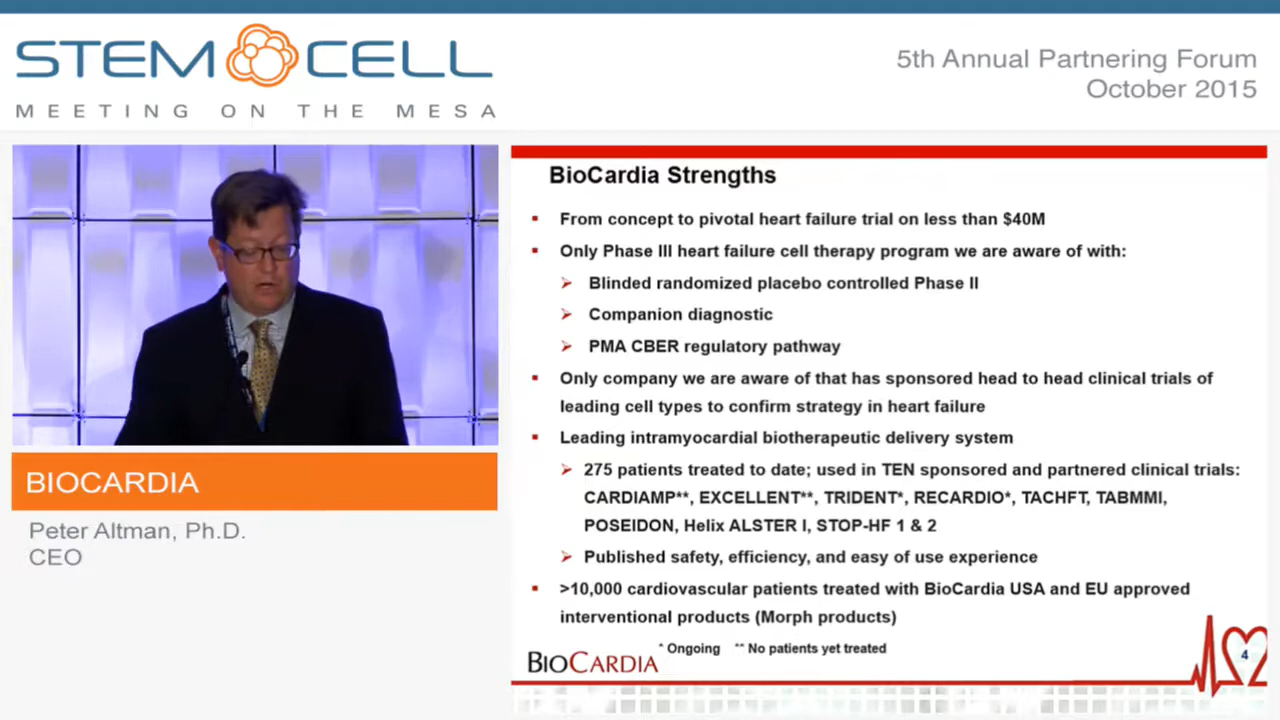 STEM CELL
MEETING ON THE MESA
5th Annual Partnering Forum
October 2015
BioCardia Strengths
From concept to pivotal heart failure trial on less than $40M
Only Phase III heart failure cell therapy program we are aware of with:
Blinded randomized placebo controlled Phase II
Companion diagnostic
PMA CBER regulatory pathway
Only company we are aware of that has sponsored head to head clinical trials of
leading cell types to confirm strategy in heart failure
Leading intramyocardial biotherapeutic delivery system
275 patients treated to date; used in TEN sponsored and partnered clinical trials:
CARDIAMP**, EXCELLENT**, TRIDENT*, RECARDIO*, TACHFT, TABMMI,
POSEIDON, Helix ALSTER I, STOP-HF 1 & 2
Published safety, efficiency, and easy of use experience
>10,000 cardiovascular patients treated with BioCardia USA and EU approved
interventional products (Morph products)
* Ongoing ** No patients yet treated
BIOCARDIA
4
BIOCARDIA
Peter Altman, Ph.D.
CEO